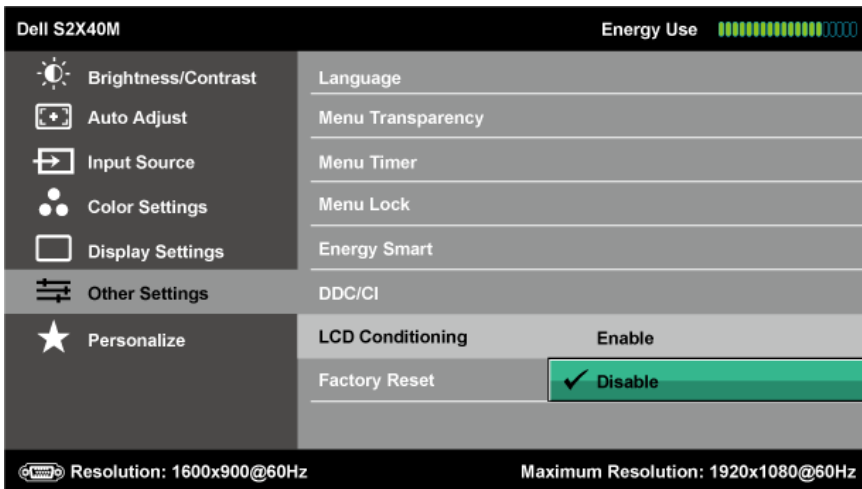 Dell S2X40M
Energy Use
Brightness/Contrast
Auto Adjust
Input Source
Color Settings
Display Settings
Other Settings
Personalize
Language
Menu Transparency
Menu Timer
Menu Lock
Energy Smart
DDC/CI
LCD Conditioning
Enable
Factory Reset
Disable
Resolution: 1600x900@60Hz
Maximum Resolution: 1920x1080@60Hz